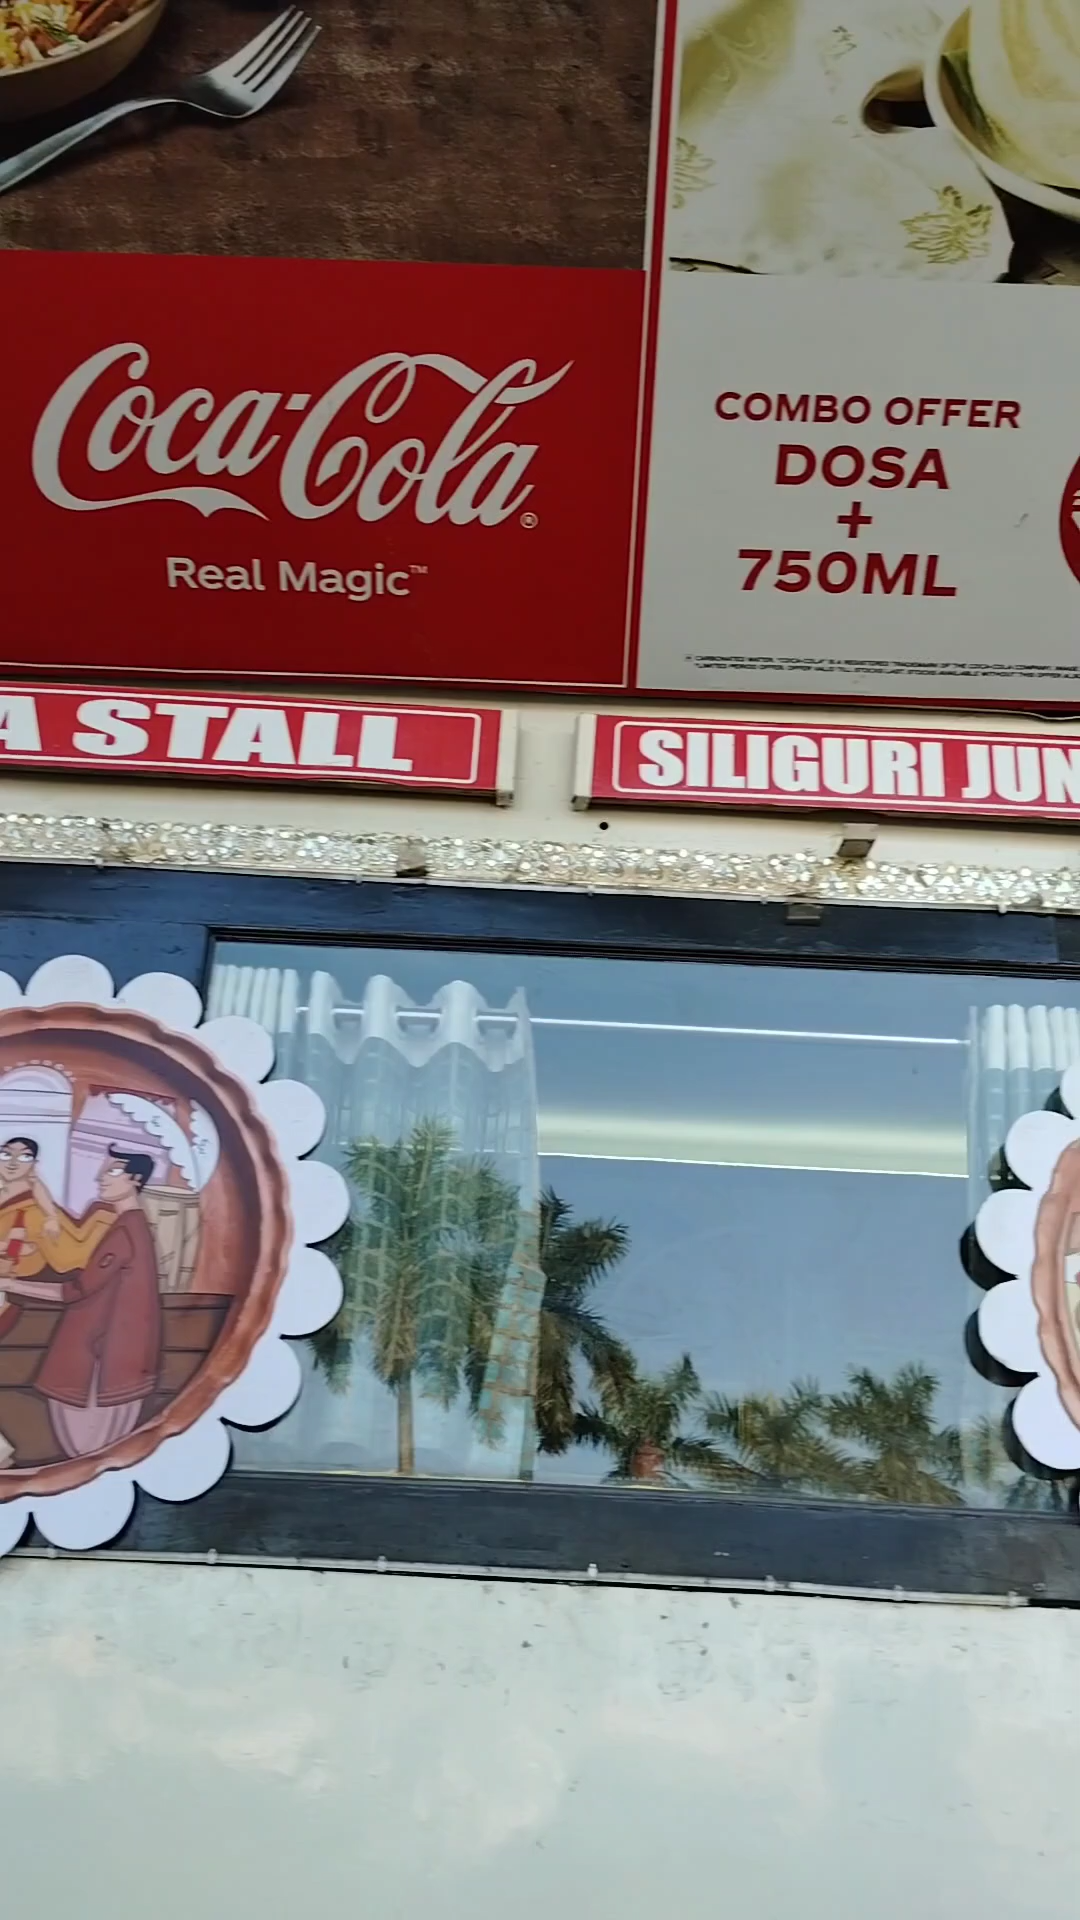 Coca-Cola®
Real Magic™
COMBO OFFER
DOSA
+
750ML
A STALL
SILIGURI JUN